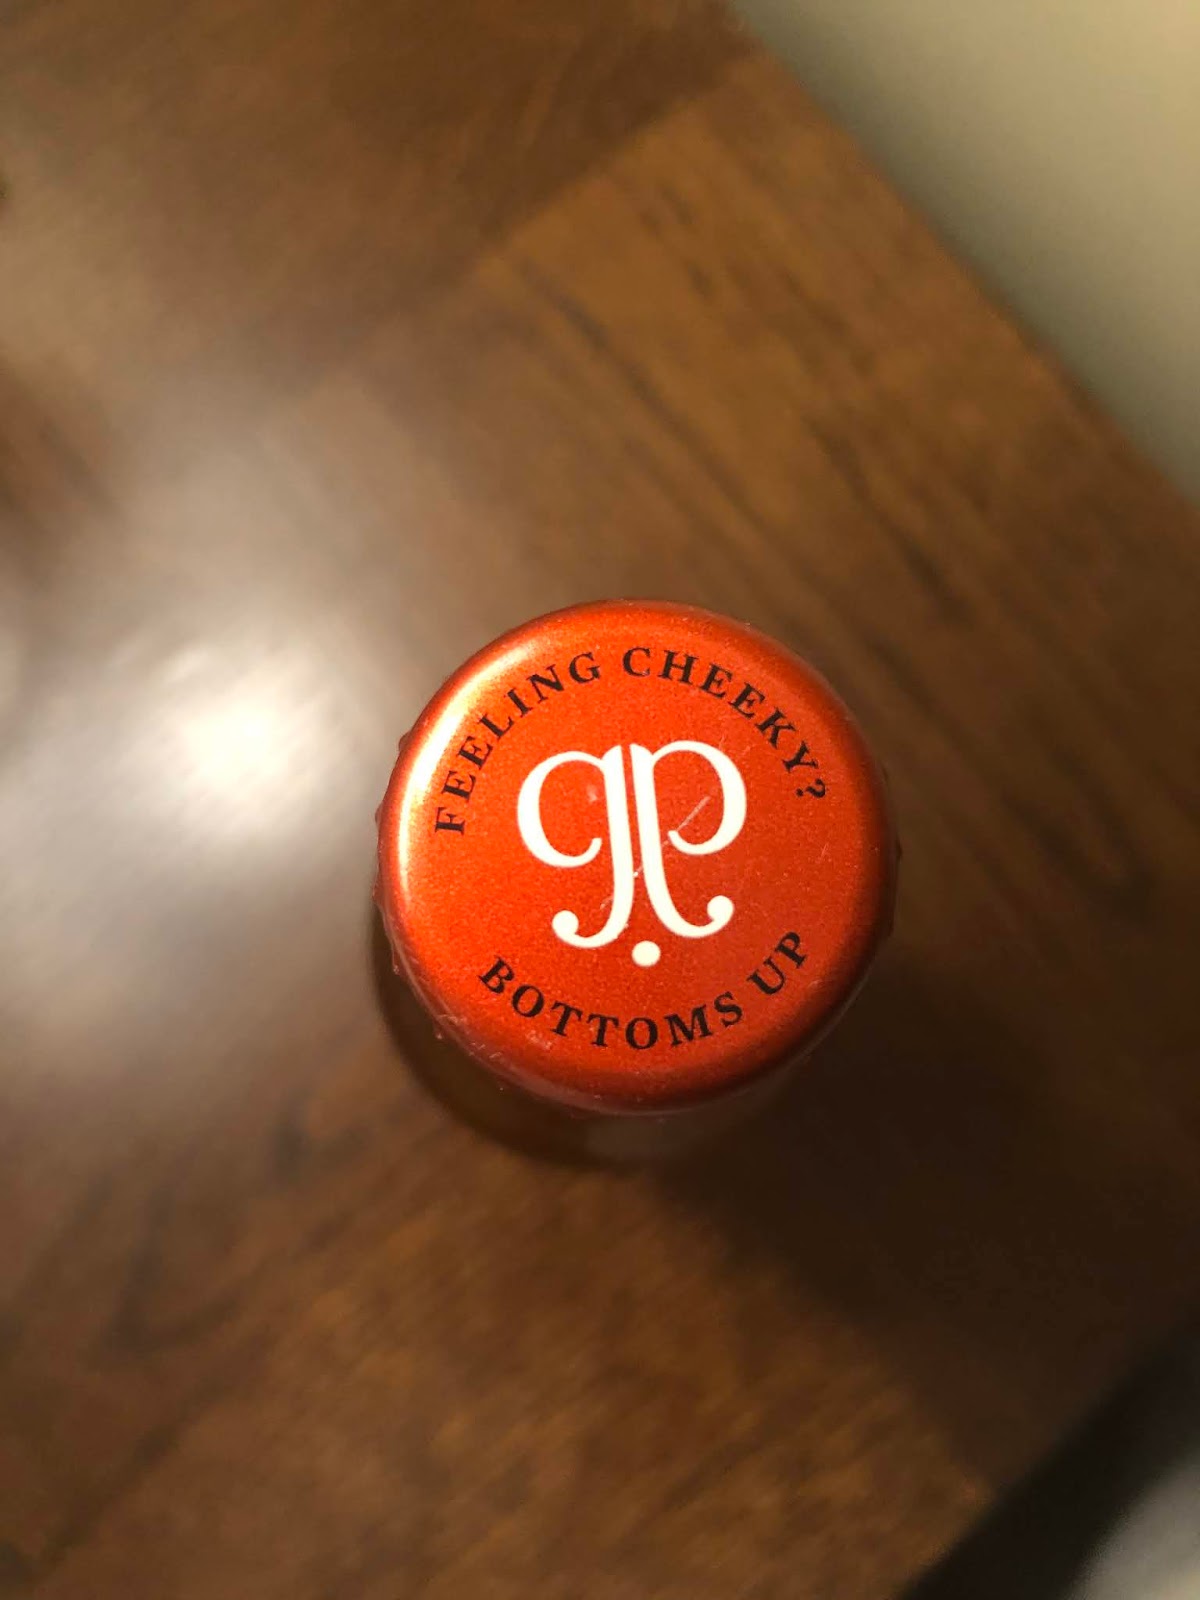 FEELING CHEEKY?
BOTTOMS UP